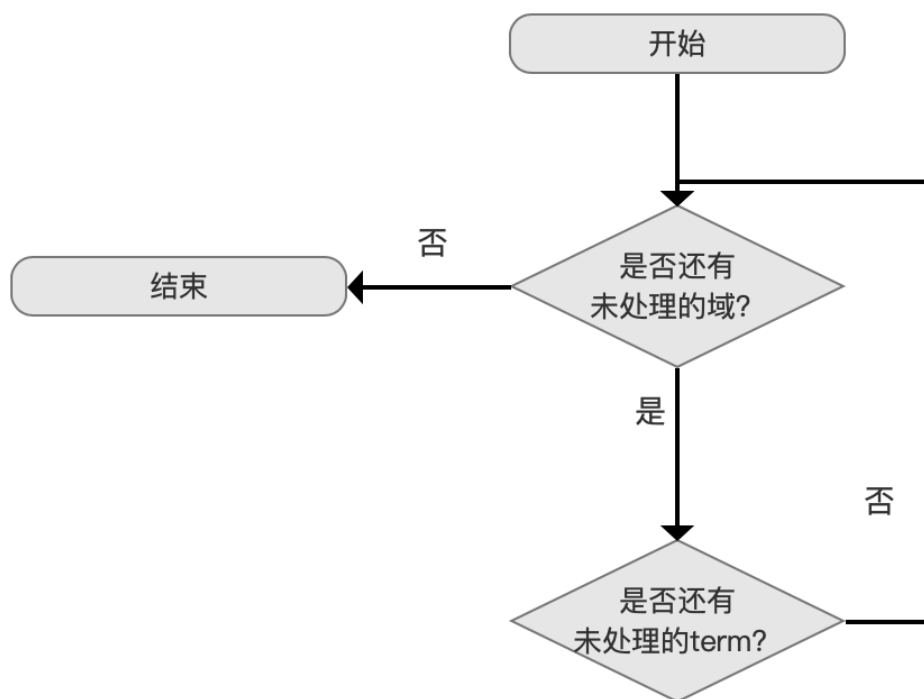 开始
否
是否还有
未处理的域?
结束
是
否
是否还有
未处理的term?